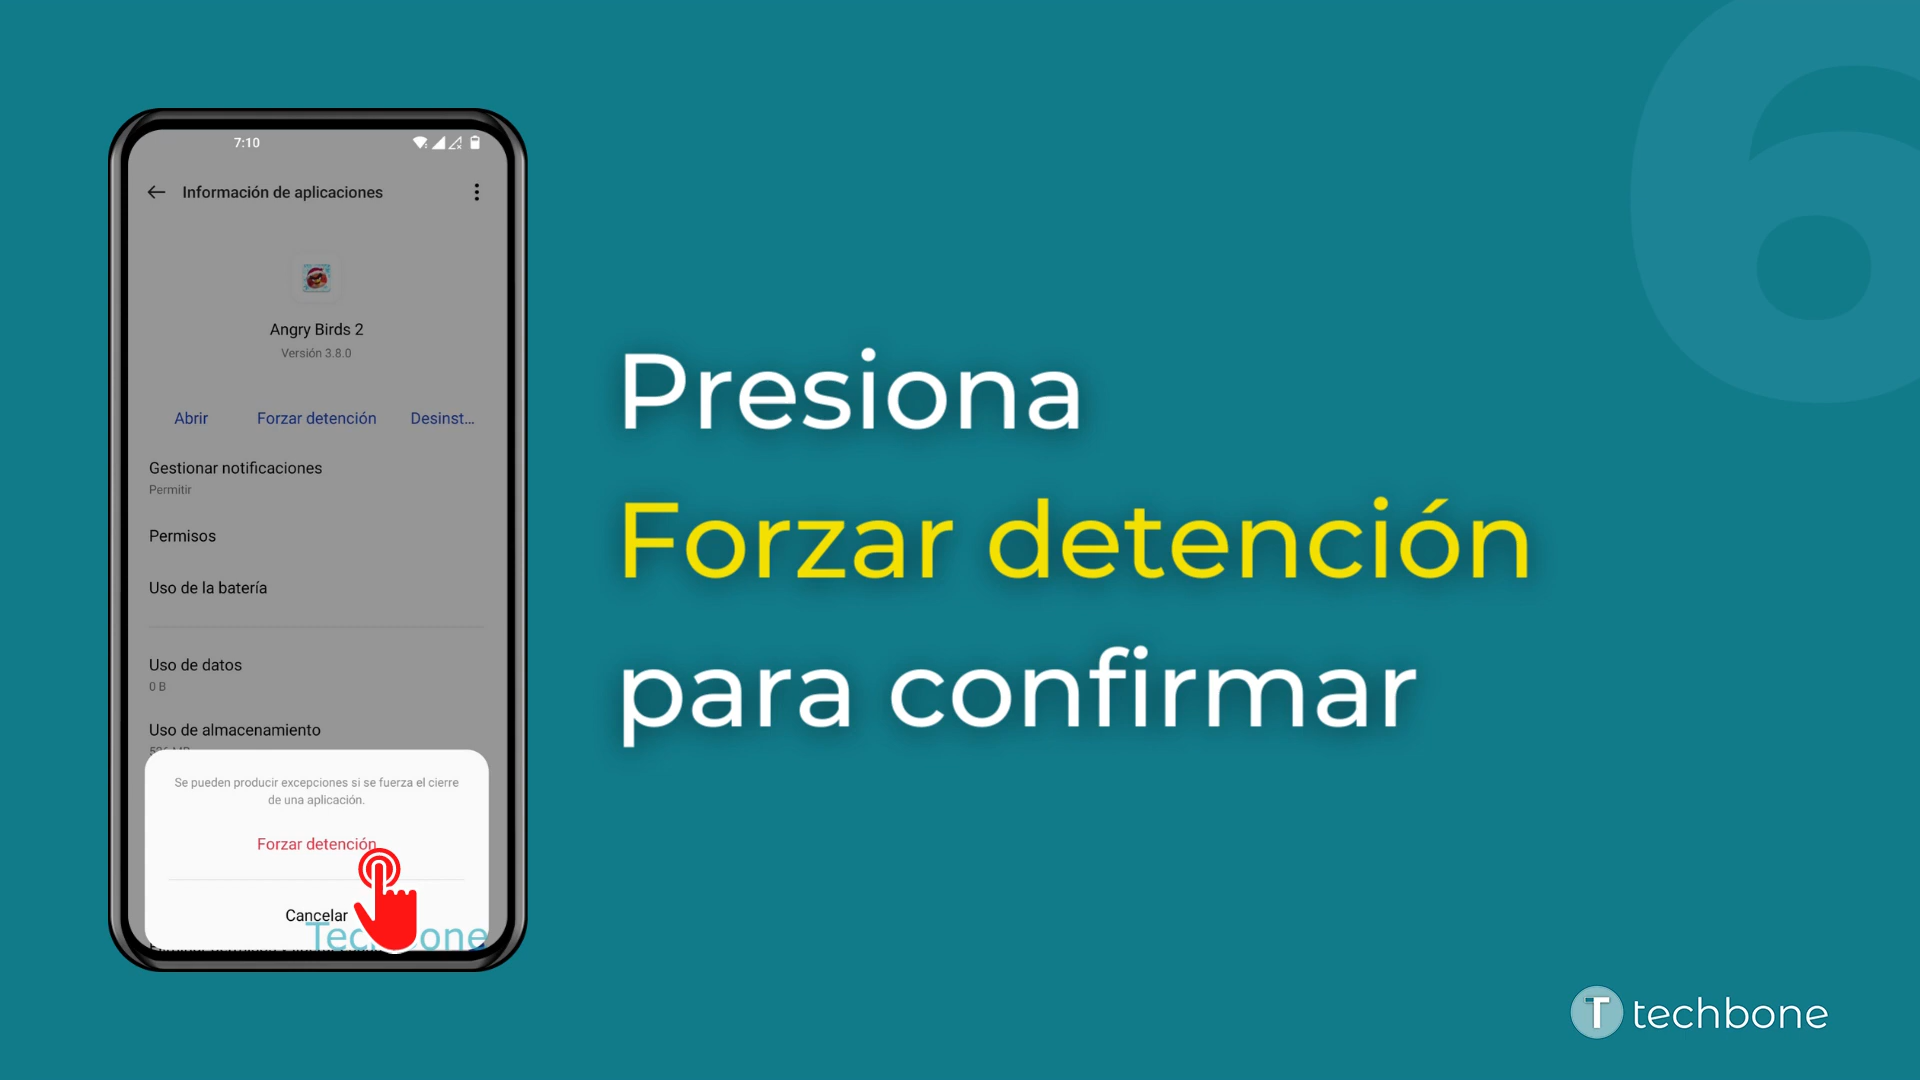 6
7:10
Información de aplicaciones
Angry Birds 2
Versión 3.8.0
Abrir
Forzar detención
Desinst...
Gestionar notificaciones
Permitir
Permisos
Uso de la batería
Uso de datos
0 B
Uso de almacenamiento
Se pueden producir excepciones si se fuerza el cierre
de una aplicación.
Forzar detención
Cancelar
Presiona
Forzar detención
para confirmar
T techbone